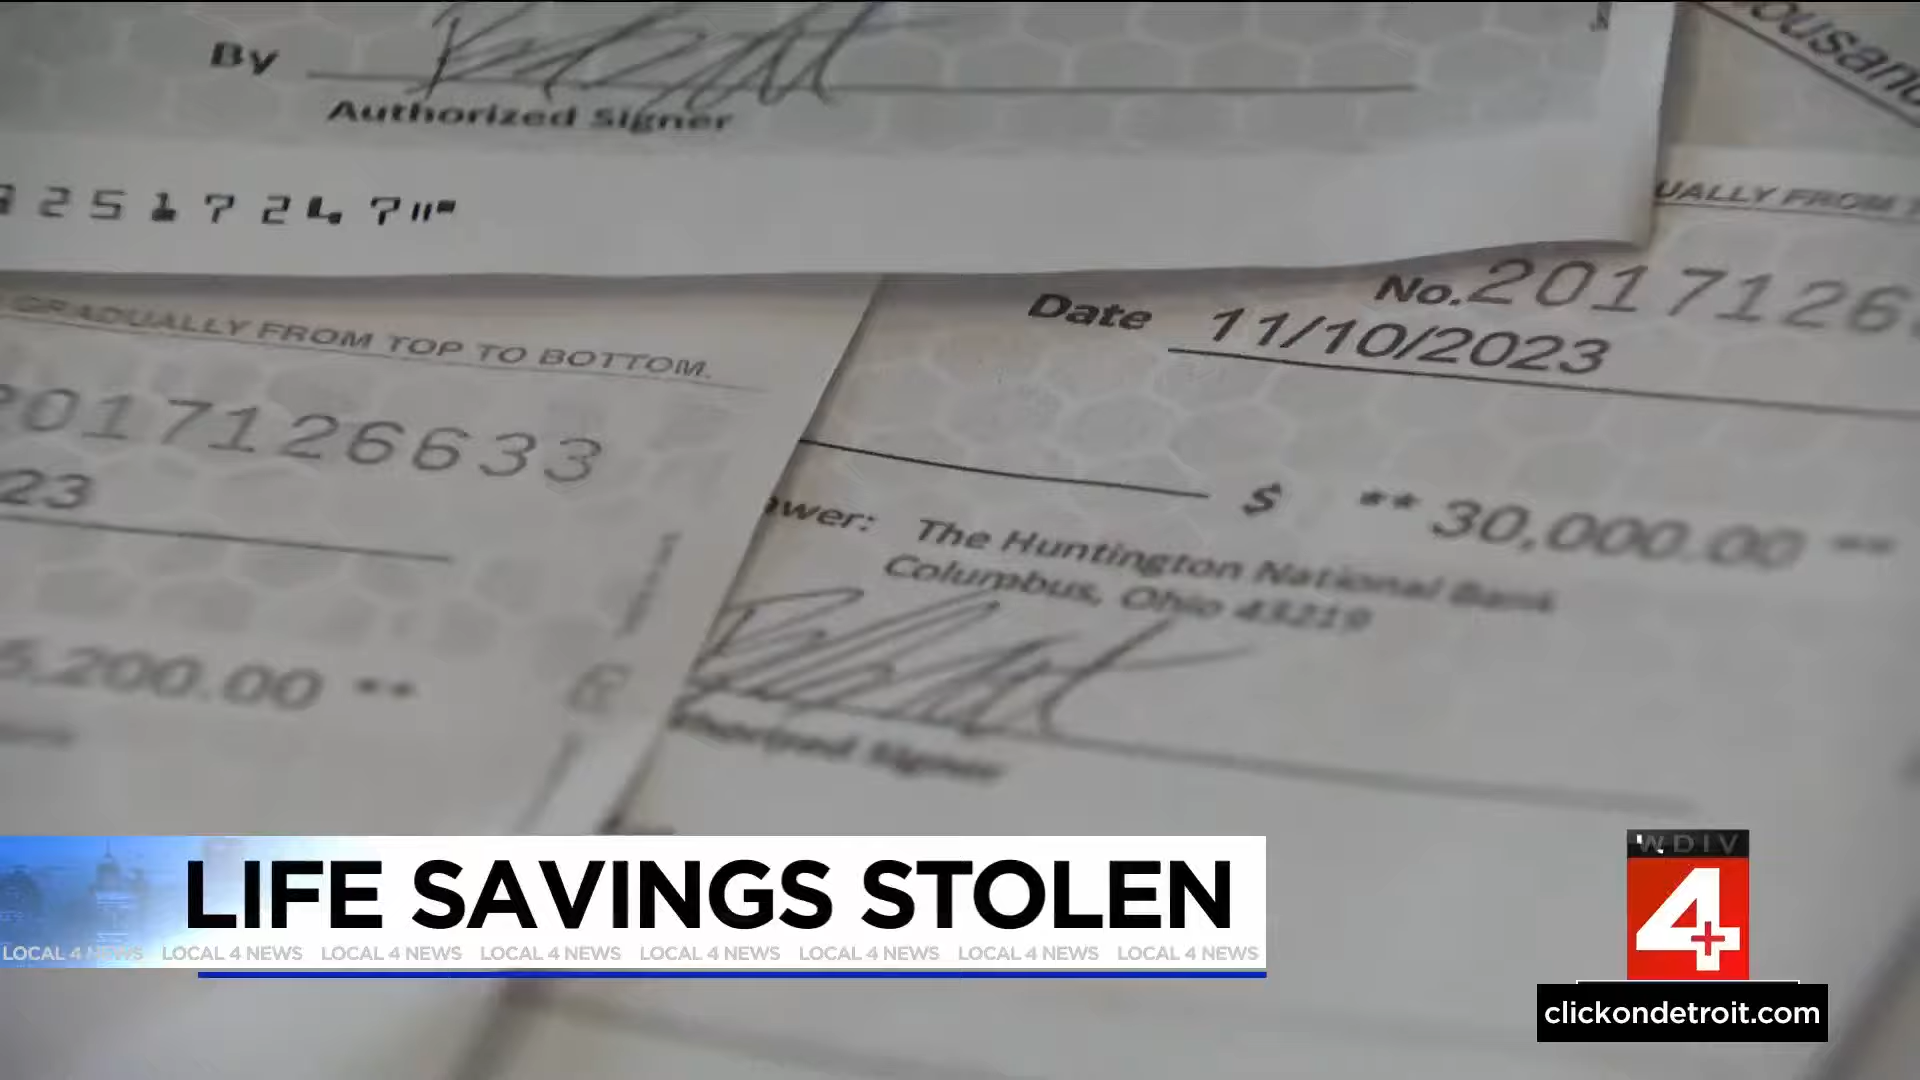 By
Authorized Signer
2517247
GRADUALLY FROM TOP TO BOTTOM.
2017126633
23
5,200.00 **
UALLY FROM
No. 20171266
Date 11/10/2023
$ ** 30,000.00 **
The Huntington National Bank
Columbus, Ohio 43219
Signer
LIFE SAVINGS STOLEN
LOCAL 4 NEWS LOCAL 4 NEWS LOCAL 4 NEWS LOCAL 4 NEWS LOCAL 4 NEWS LOCAL 4 NEWS LOCAL 4 NEWS LOCAL 4 NEWS
WDIV
4
clickondetroit.com